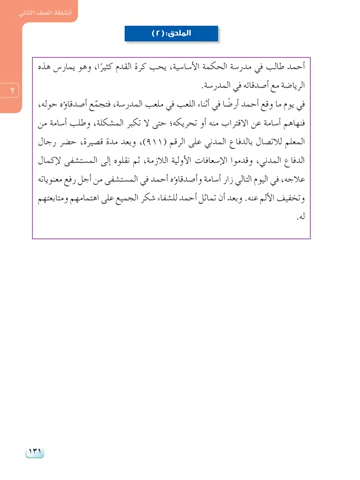 أنشطة الصف الثاني
الملحق: (٢)
٢
أحمد طالب في مدرسة الحكمة الأساسية، يحب كرة القدم كثيرًا، وهو يمارس هذه
الرياضة مع أصدقائه في المدرسة.
في يوم ما وقع أحمد أرضًا في أثناء اللعب في ملعب المدرسة، فتجمّع أصدقاؤه حوله،
فنهاهم أسامة عن الاقتراب منه أو تحريكه؛ حتى لا تكبر المشكلة، وطلب أسامة من
المعلم للاتصال بالدفاع المدني على الرقم (٩١١)، وبعد مدة قصيرة، حضر رجال
الدفاع المدني، وقدموا الإسعافات الأولية اللازمة، ثم نقلوه إلى المستشفى لإكمال
علاجه، في اليوم التالي زار أسامة وأصدقاؤه أحمد في المستشفى من أجل رفع معنوياته
وتخفيف الألم عنه. وبعد أن تماثل أحمد للشفاء شكر الجميع على اهتمامهم ومتابعتهم
له.
١٣١